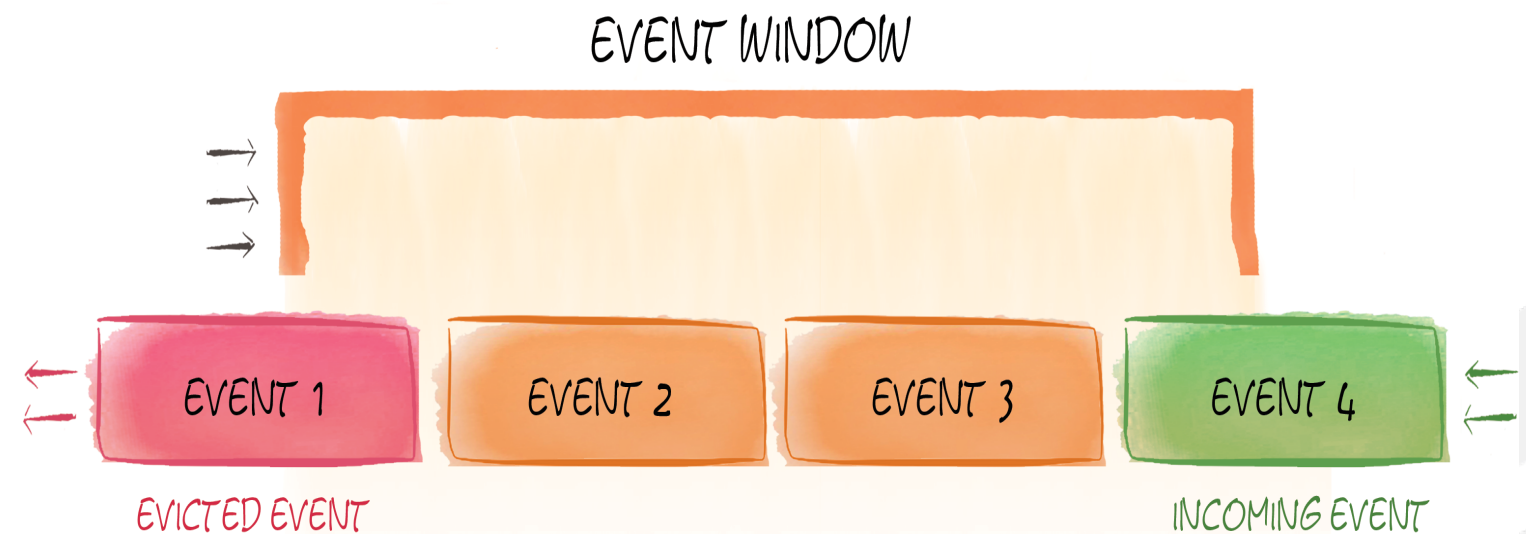 EVENT WINDOW
EVENT 1
EVENT 2
EVENT 3
EVENT 4
EVICTED EVENT
INCOMING EVENT